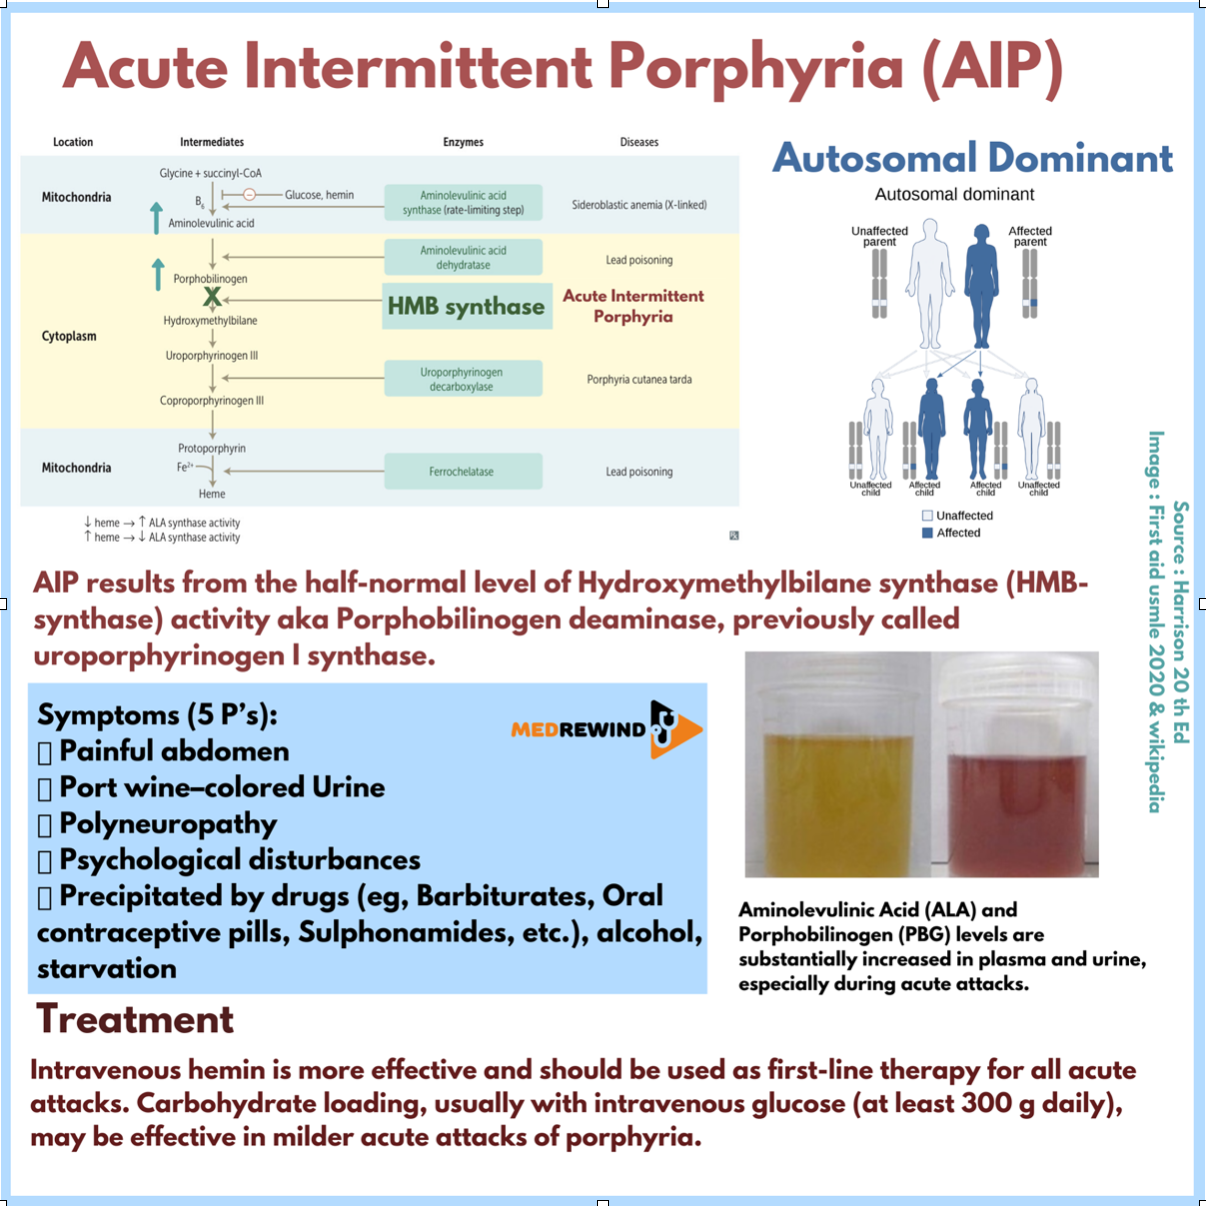 Acute Intermittent Porphyria (AIP)
Location Intermediates Enzymes Diseases
Glycine + succinyl-CoA
Mitochondria
B₆
Glucose, hemin
Aminolevulinic acid
synthase (rate-limiting step)
Sideroblastic anemia (X-linked)
Aminolevulinic acid
Aminolevulinic acid
dehydratase
Lead poisoning
Porphobilinogen
X
HMB synthase
Acute Intermittent
Porphyria
Hydroxymethylbilane
Cytoplasm
Uroporphyrinogen III
Uroporphyrinogen
decarboxylase
Porphyria cutanea tarda
Coproporphyrinogen III
Protoporphyrin
Mitochondria
Fe²⁺
Ferrochelatase
Lead poisoning
Heme
↓ heme → ↑ ALA synthase activity
↑ heme → ↓ ALA synthase activity
Autosomal Dominant
Autosomal dominant
Unaffected
parent
Affected
parent
Unaffected
child
Affected
child
Affected
child
Unaffected
child
Unaffected
Affected
Source : Harrison 20 th Ed
Image : First aid usmle 2020 & wikipedia
AIP results from the half-normal level of Hydroxymethylbilane synthase (HMB-
synthase) activity aka Porphobilinogen deaminase, previously called
uroporphyrinogen I synthase.
Symptoms (5 P’s):
MEDREWIND
▯ Painful abdomen
▯ Port wine–colored Urine
▯ Polyneuropathy
▯ Psychological disturbances
▯ Precipitated by drugs (eg, Barbiturates, Oral
contraceptive pills, Sulphonamides, etc.), alcohol,
starvation
Aminolevulinic Acid (ALA) and
Porphobilinogen (PBG) levels are
substantially increased in plasma and urine,
especially during acute attacks.
Treatment
Intravenous hemin is more effective and should be used as first-line therapy for all acute
attacks. Carbohydrate loading, usually with intravenous glucose (at least 300 g daily),
may be effective in milder acute attacks of porphyria.